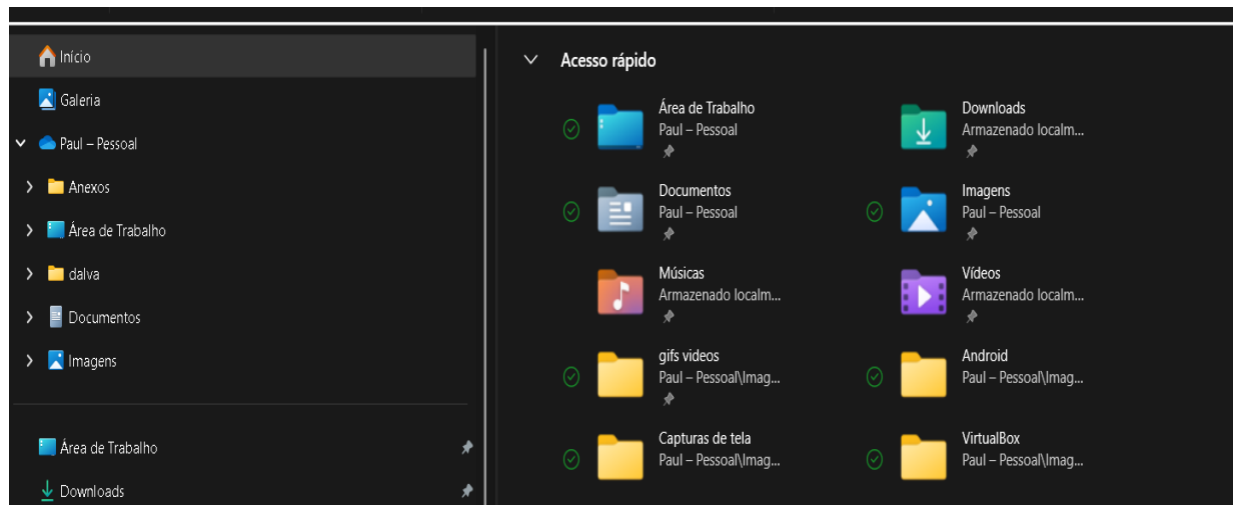 Início
Galeria
Paul – Pessoal
Anexos
Área de Trabalho
dalva
Documentos
Imagens
Área de Trabalho
Downloads
Acesso rápido
Área de Trabalho
Paul – Pessoal
Downloads
Armazenado localm...
Documentos
Paul – Pessoal
Imagens
Paul – Pessoal
Músicas
Armazenado localm...
Vídeos
Armazenado localm...
gifs videos
Paul – Pessoal\Imag...
Android
Paul – Pessoal\Imag...
Capturas de tela
Paul – Pessoal\Imag...
VirtualBox
Paul – Pessoal\Imag...